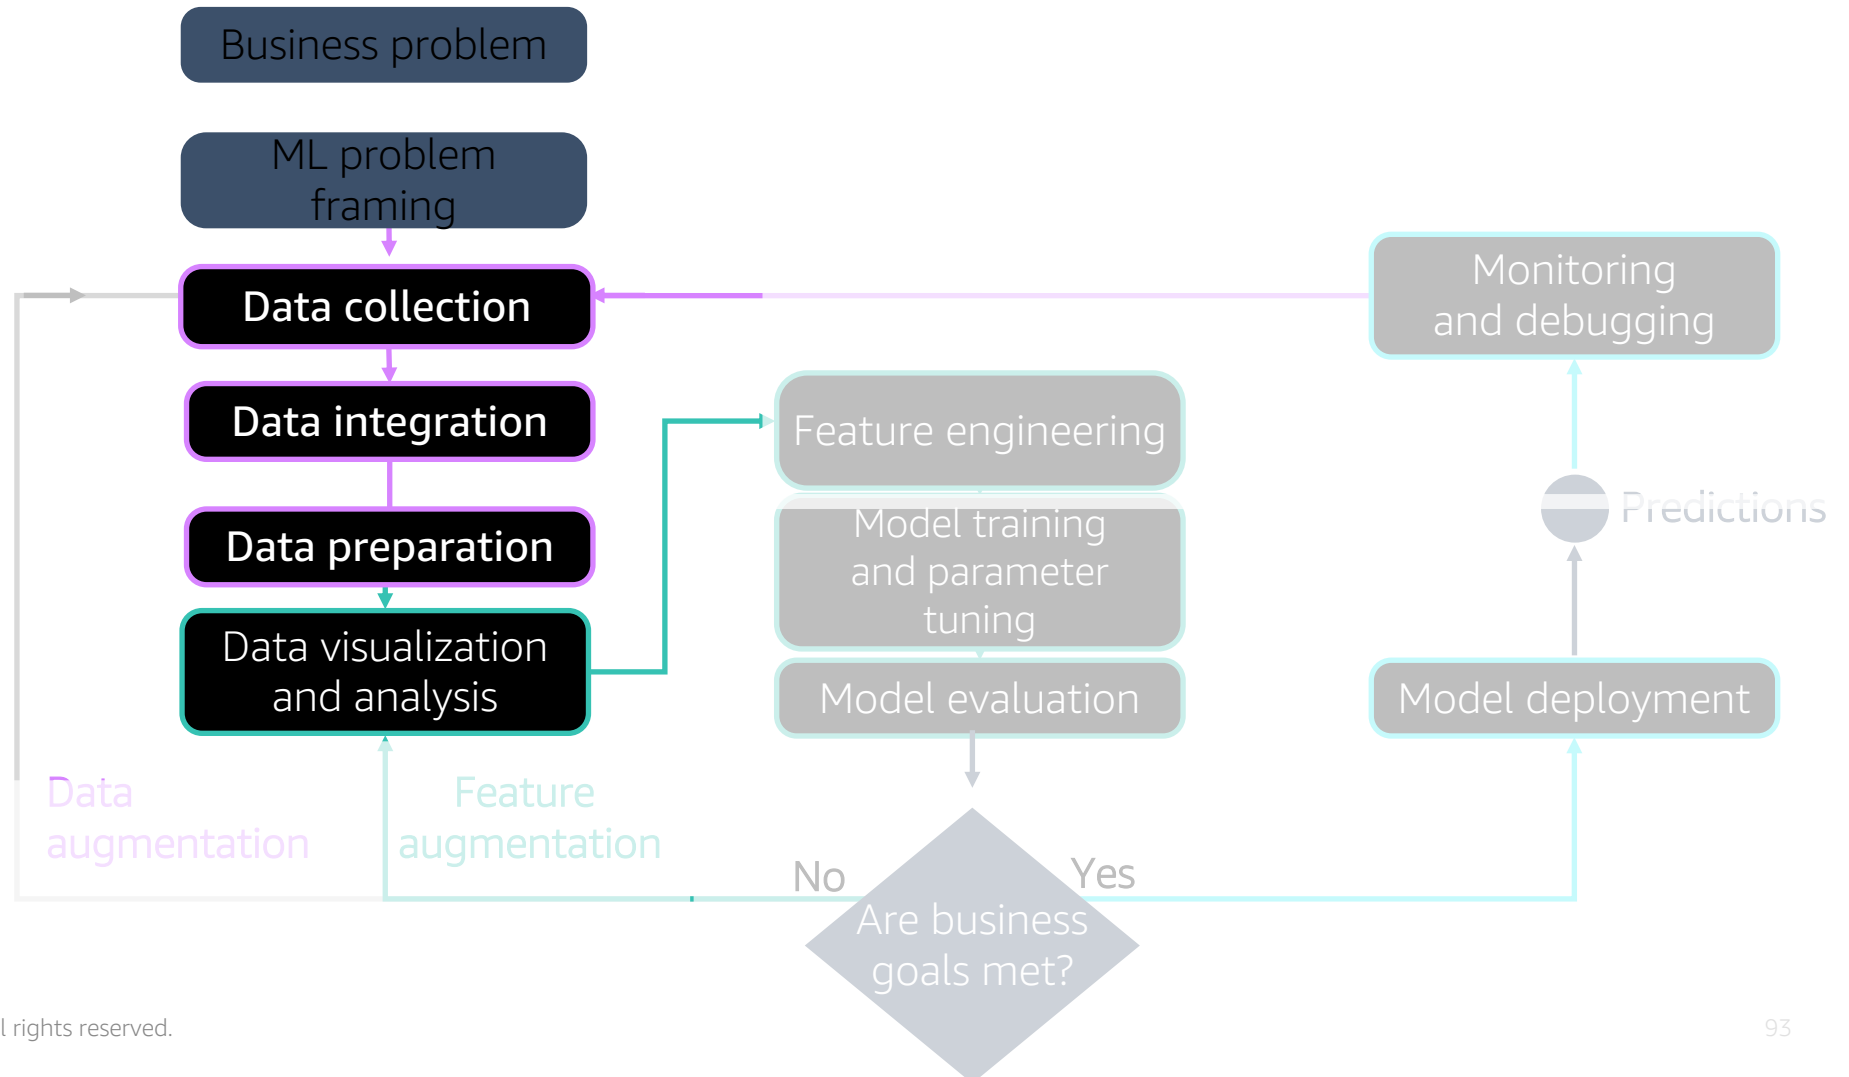 Business problem
ML problem
framing
Data collection
Data integration
Data preparation
Data visualization
and analysis
Feature engineering
Model training
and parameter
tuning
Model evaluation
Monitoring
and debugging
Predictions
Model deployment
Data
augmentation
Feature
augmentation
No
Yes
Are business
goals met?
l rights reserved.
93